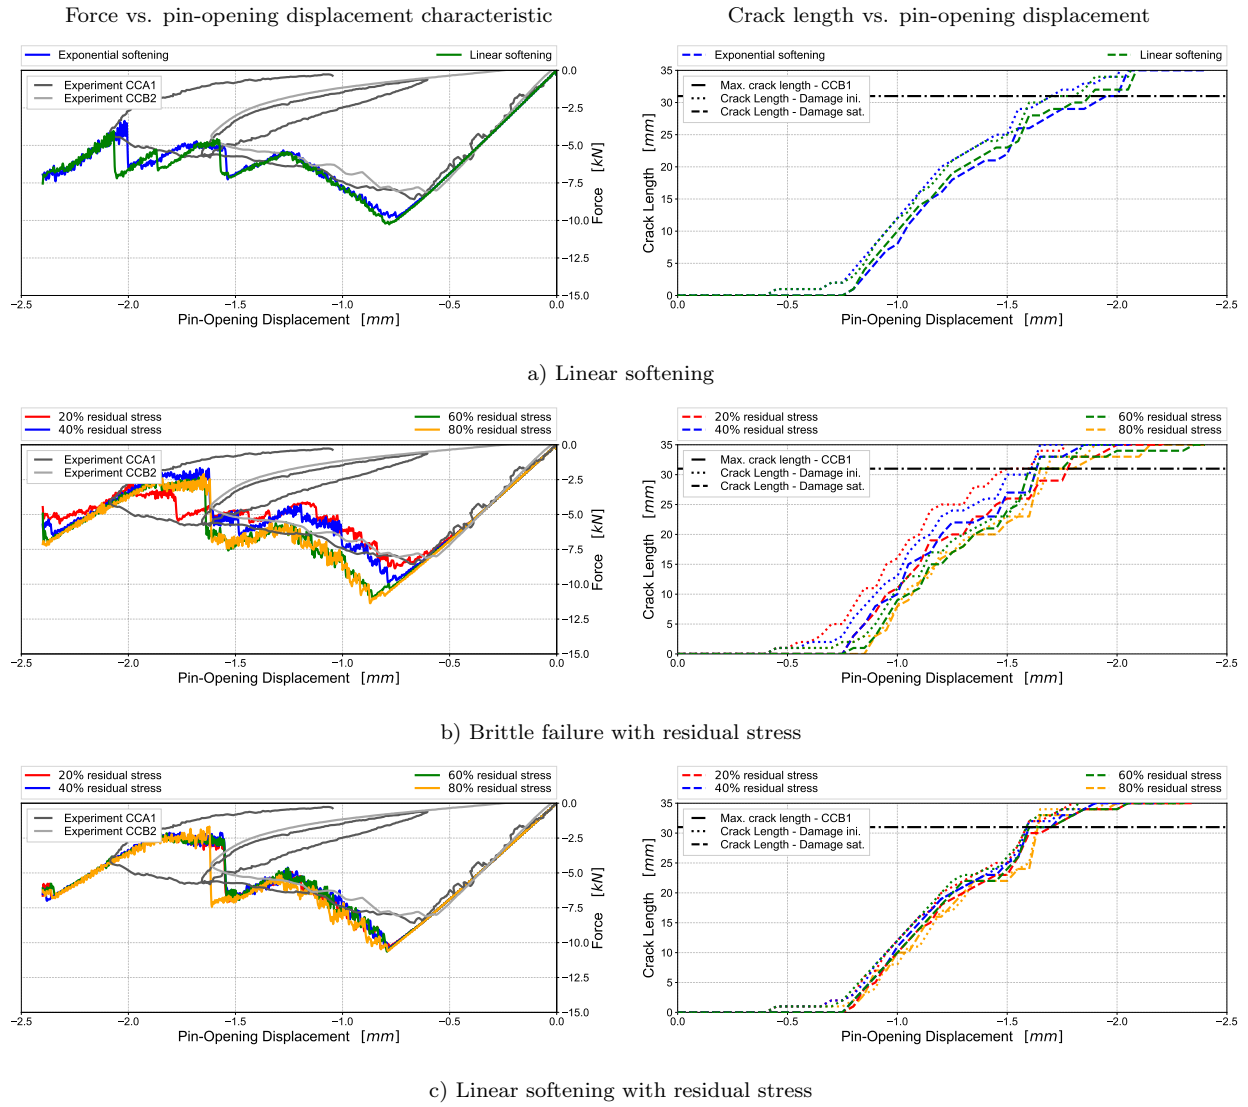 Force vs. pin-opening displacement characteristic
Crack length vs. pin-opening displacement
Exponential softening
Linear softening
Experiment CCA1
Experiment CCB2
0.0
−2.5
−5.0
−7.5
−10.0
−12.5
−15.0
Force [kN]
−2.5
−2.0
−1.5
−1.0
−0.5
0.0
Pin-Opening Displacement [mm]
Exponential softening
Linear softening
Max. crack length - CCB1
Crack Length - Damage ini.
Crack Length - Damage sat.
35
30
25
20
15
10
5
0
Crack Length [mm]
0.0
−0.5
−1.0
−1.5
−2.0
−2.5
Pin-Opening Displacement [mm]
a) Linear softening
20% residual stress
40% residual stress
60% residual stress
80% residual stress
Experiment CCA1
Experiment CCB2
0.0
−2.5
−5.0
−7.5
−10.0
−12.5
−15.0
Force [kN]
−2.5
−2.0
−1.5
−1.0
−0.5
0.0
Pin-Opening Displacement [mm]
20% residual stress
40% residual stress
60% residual stress
80% residual stress
Max. crack length - CCB1
Crack Length - Damage ini.
Crack Length - Damage sat.
35
30
25
20
15
10
5
0
Crack Length [mm]
0.0
−0.5
−1.0
−1.5
−2.0
−2.5
Pin-Opening Displacement [mm]
b) Brittle failure with residual stress
20% residual stress
40% residual stress
60% residual stress
80% residual stress
Experiment CCA1
Experiment CCB2
0.0
−2.5
−5.0
−7.5
−10.0
−12.5
−15.0
Force [kN]
−2.5
−2.0
−1.5
−1.0
−0.5
0.0
Pin-Opening Displacement [mm]
20% residual stress
40% residual stress
60% residual stress
80% residual stress
Max. crack length - CCB1
Crack Length - Damage ini.
Crack Length - Damage sat.
35
30
25
20
15
10
5
0
Crack Length [mm]
0.0
−0.5
−1.0
−1.5
−2.0
−2.5
Pin-Opening Displacement [mm]
c) Linear softening with residual stress